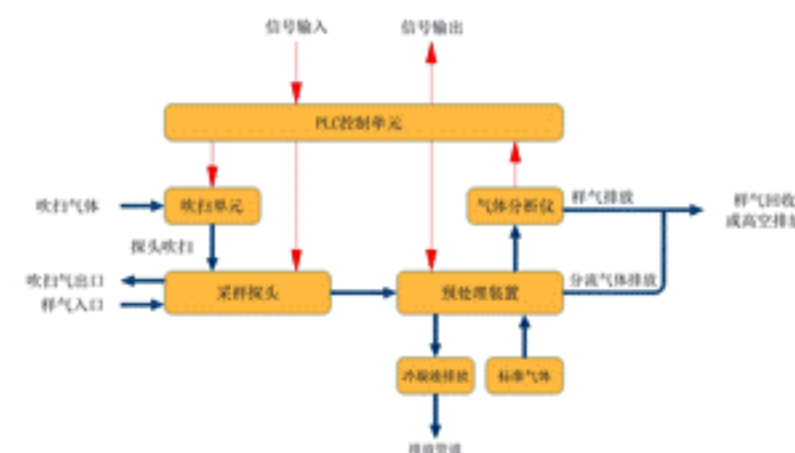 信号输入
信号输出
PLC控制单元
吹扫气体
吹扫单元
气体分析仪
样气排放
样气回收
或高空排放
探头吹扫
吹扫气出口
样气入口
采样探头
预处理装置
分流气体排放
冷凝液排放
标准气体
排放管道